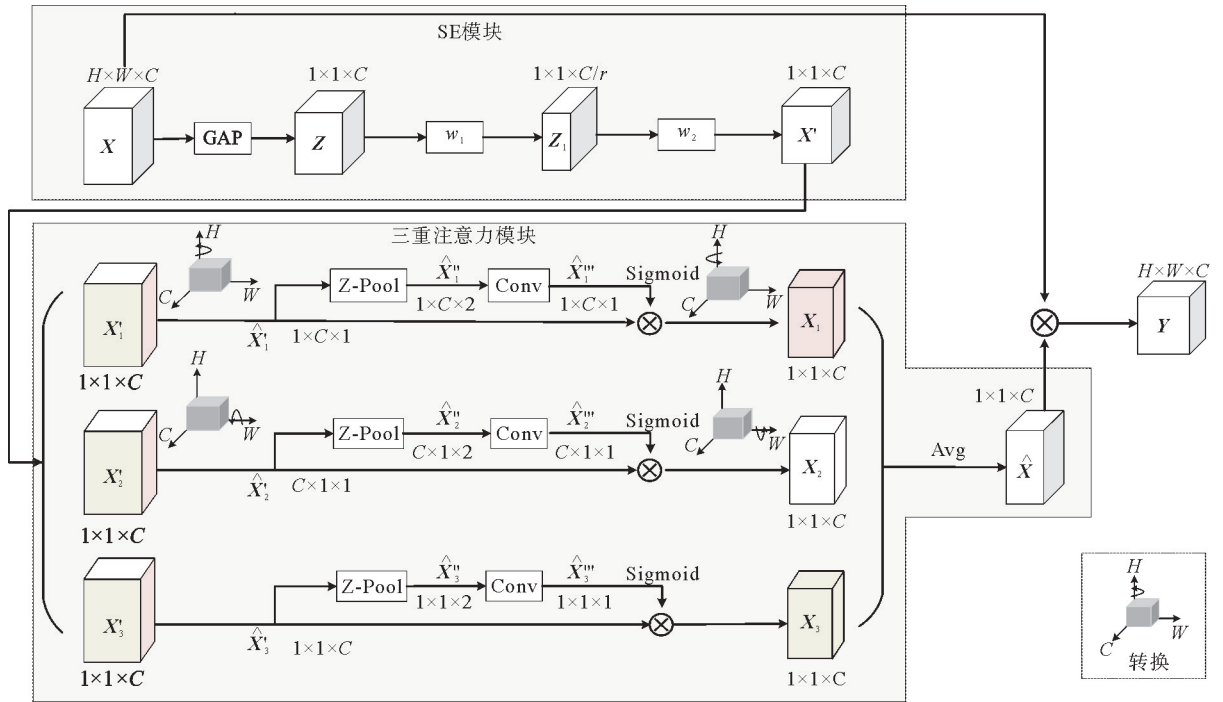 SE模块
H×W×C
1×1×C
1×1×C/r
1×1×C
X
GAP
Z
w₁
Z₁
w₂
X'
三重注意力模块
H
W
C
X'₁
1×1×C
X̂'₁
1×C×1
Z-Pool
X̂''₁
1×C×2
Conv
X̂'''₁
1×C×1
Sigmoid
H
W
C
X₁
1×1×C
H
W
C
X'₂
1×1×C
X̂'₂
C×1×1
Z-Pool
X̂''₂
C×1×2
Conv
X̂'''₂
C×1×1
Sigmoid
H
W
C
X₂
1×1×C
X'₃
1×1×C
X̂'₃
1×1×C
Z-Pool
X̂''₃
1×1×2
Conv
X̂'''₃
1×1×1
Sigmoid
X₃
1×1×C
Avg
1×1×C
X̂
H×W×C
Y
H
W
C
转换